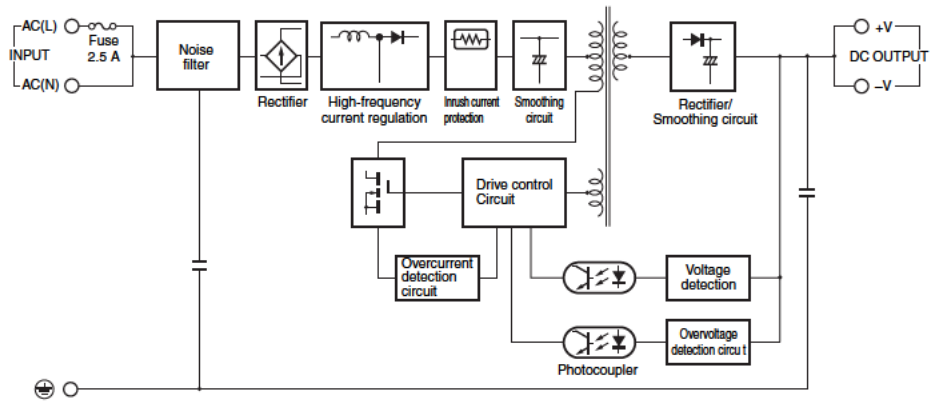 AC(L)
INPUT
AC(N)
Fuse
2.5 A
Noise
filter
Rectifier
High-frequency
current regulation
Inrush current
protection
Smoothing
circuit
Rectifier/
Smoothing circuit
+V
DC OUTPUT
–V
Drive control
Circuit
Overcurrent
detection
circuit
Voltage
detection
Overvoltage
detection circu t
Photocoupler